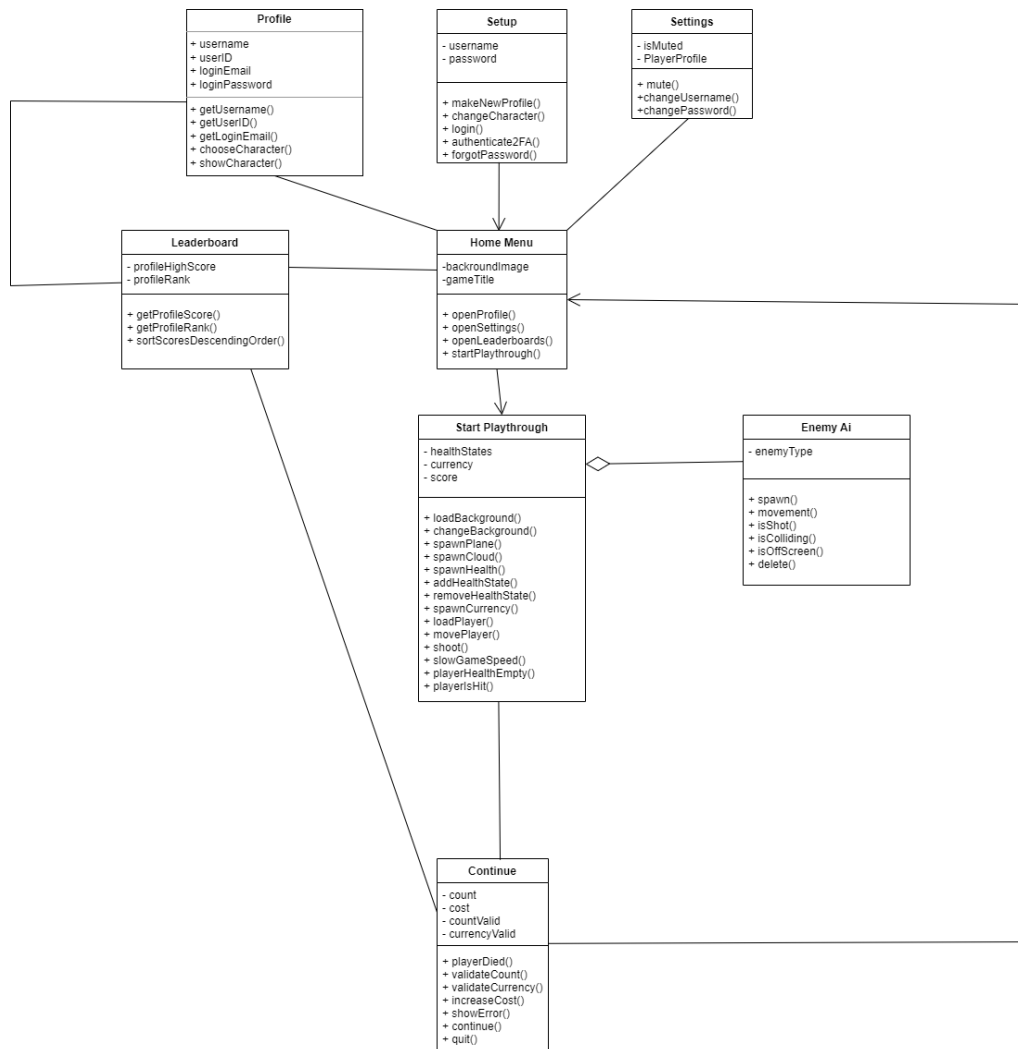 Profile
+ username
+ userID
+ loginEmail
+ loginPassword
+ getUsername()
+ getUserID()
+ getLoginEmail()
+ chooseCharacter()
+ showCharacter()
Setup
- username
- password
+ makeNewProfile()
+ changeCharacter()
+ login()
+ authenticate2FA()
+ forgotPassword()
Settings
- isMuted
- PlayerProfile
+ mute()
+changeUsername()
+changePassword()
Leaderboard
- profileHighScore
- profileRank
+ getProfileScore()
+ getProfileRank()
+ sortScoresDescendingOrder()
Home Menu
-backroundImage
-gameTitle
+ openProfile()
+ openSettings()
+ openLeaderboards()
+ startPlaythrough()
Start Playthrough
- healthStates
- currency
- score
+ loadBackground()
+ changeBackground()
+ spawnPlane()
+ spawnCloud()
+ spawnHealth()
+ addHealthState()
+ removeHealthState()
+ spawnCurrency()
+ loadPlayer()
+ movePlayer()
+ shoot()
+ slowGameSpeed()
+ playerHealthEmpty()
+ playerIsHit()
Enemy Ai
- enemyType
+ spawn()
+ movement()
+ isShot()
+ isColliding()
+ isOffScreen()
+ delete()
Continue
- count
- cost
- countValid
- currencyValid
+ playerDied()
+ validateCount()
+ validateCurrency()
+ increaseCost()
+ showError()
+ continue()
+ quit()